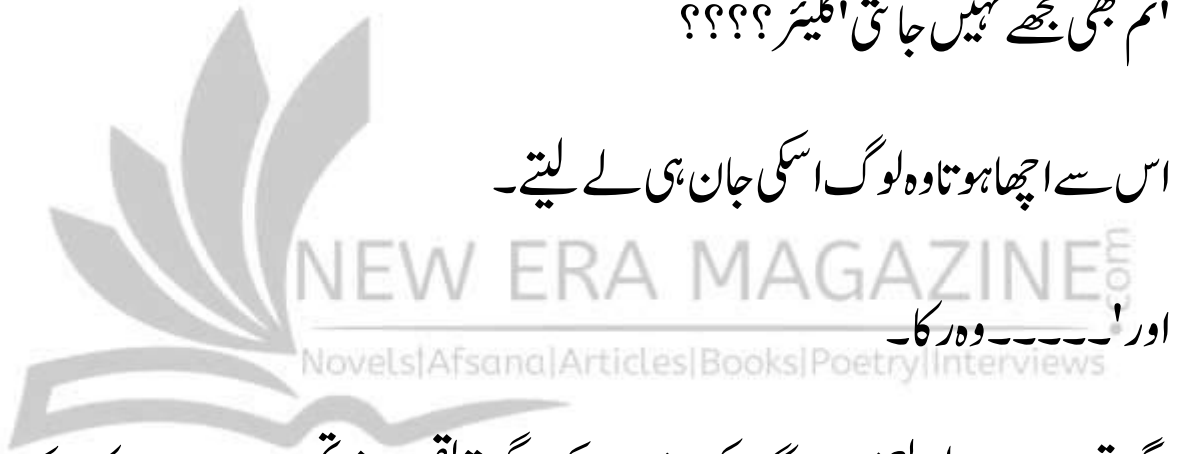 'تم بھی مجھے نہیں جانتی' کلیئر ؟؟؟؟
اس سے اچھا ہوتا وہ لوگ اسکی جان ہی لے لیتے۔
NEW ERA MAGAZINE.com
اور'۔۔۔۔۔ وہ رکا۔
Novels|Afsana|Articles|Books|Poetry|Interviews